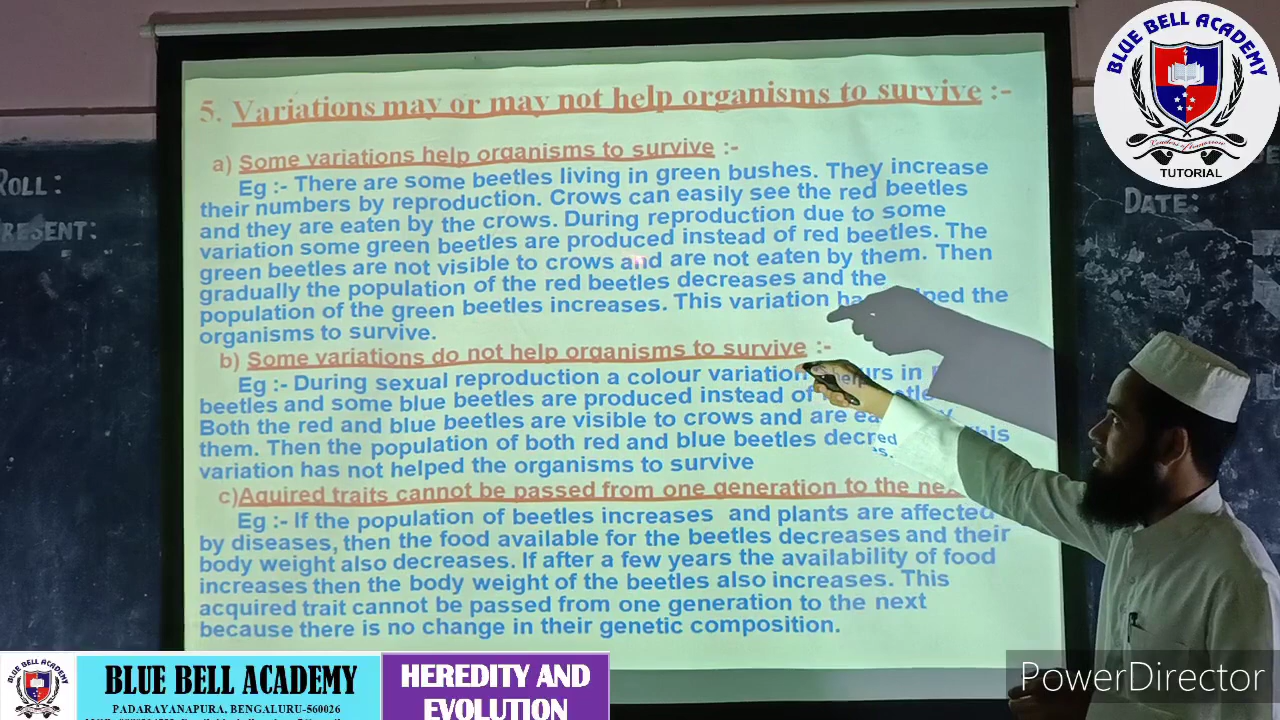 BLUE BELL ACADEMY
Leaders of tomorrow
TUTORIAL
ROLL:
PRESENT:
DATE:
5. Variations may or may not help organisms to survive :-
a) Some variations help organisms to survive :-
Eg :- There are some beetles living in green bushes. They increase
their numbers by reproduction. Crows can easily see the red beetles
and they are eaten by the crows. During reproduction due to some
variation some green beetles are produced instead of red beetles. The
green beetles are not visible to crows and are not eaten by them. Then
gradually the population of the red beetles decreases and the
population of the green beetles increases. This variation helped the
organisms to survive.
b) Some variations do not help organisms to survive :-
Eg :- During sexual reproduction a colour variation occurs in
beetles and some blue beetles are produced instead of
Both the red and blue beetles are visible to crows and are
them. Then the population of both red and blue beetles This
variation has not helped the organisms to survive
c)Aquired traits cannot be passed from one generation to the
Eg :- If the population of beetles increases and plants are affected
by diseases, then the food available for the beetles decreases and their
body weight also decreases. If after a few years the availability of food
increases then the body weight of the beetles also increases. This
acquired trait cannot be passed from one generation to the next
because there is no change in their genetic composition.
BLUE BELL ACADEMY
BLUE BELL ACADEMY
PADARAYANAPURA, BENGALURU-560026
HEREDITY AND
EVOLUTION
PowerDirector